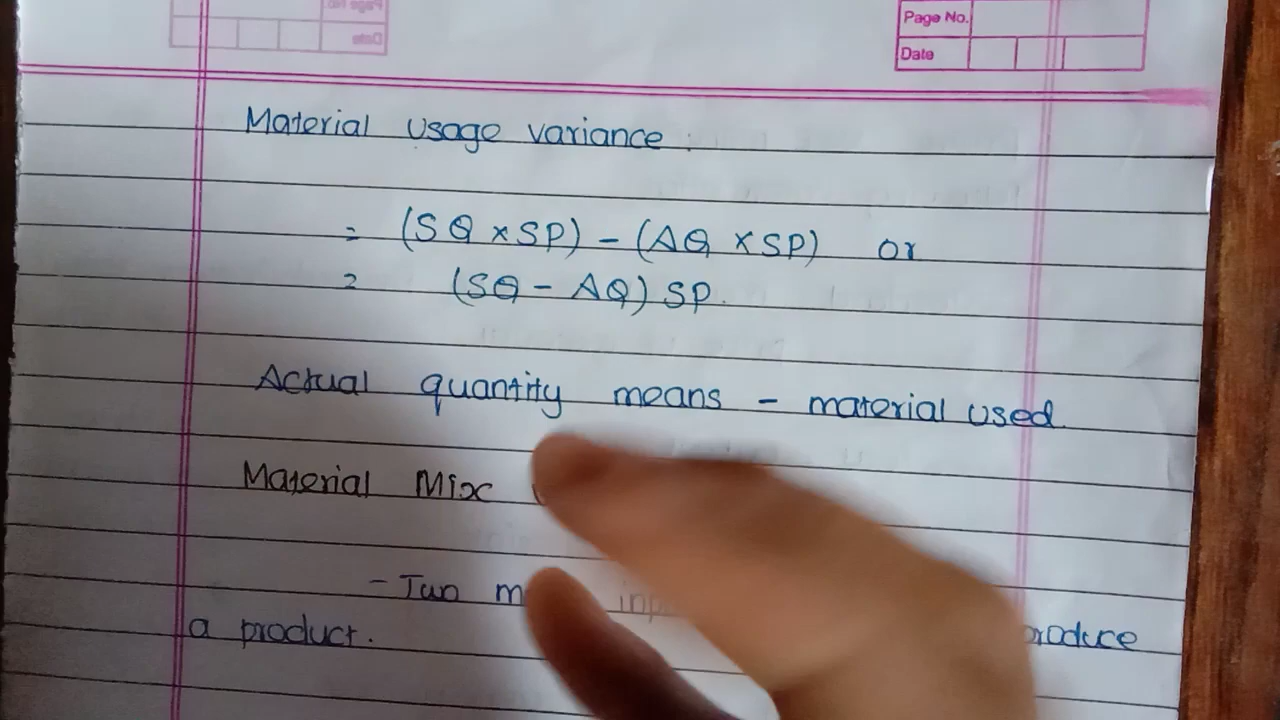 Page No.
Date
Material usage variance :
= (SQ x SP) - (AQ x SP) or
= (SQ - AQ) SP.
Actual quantity means - material used.
Material Mix
- Two
a product. produce